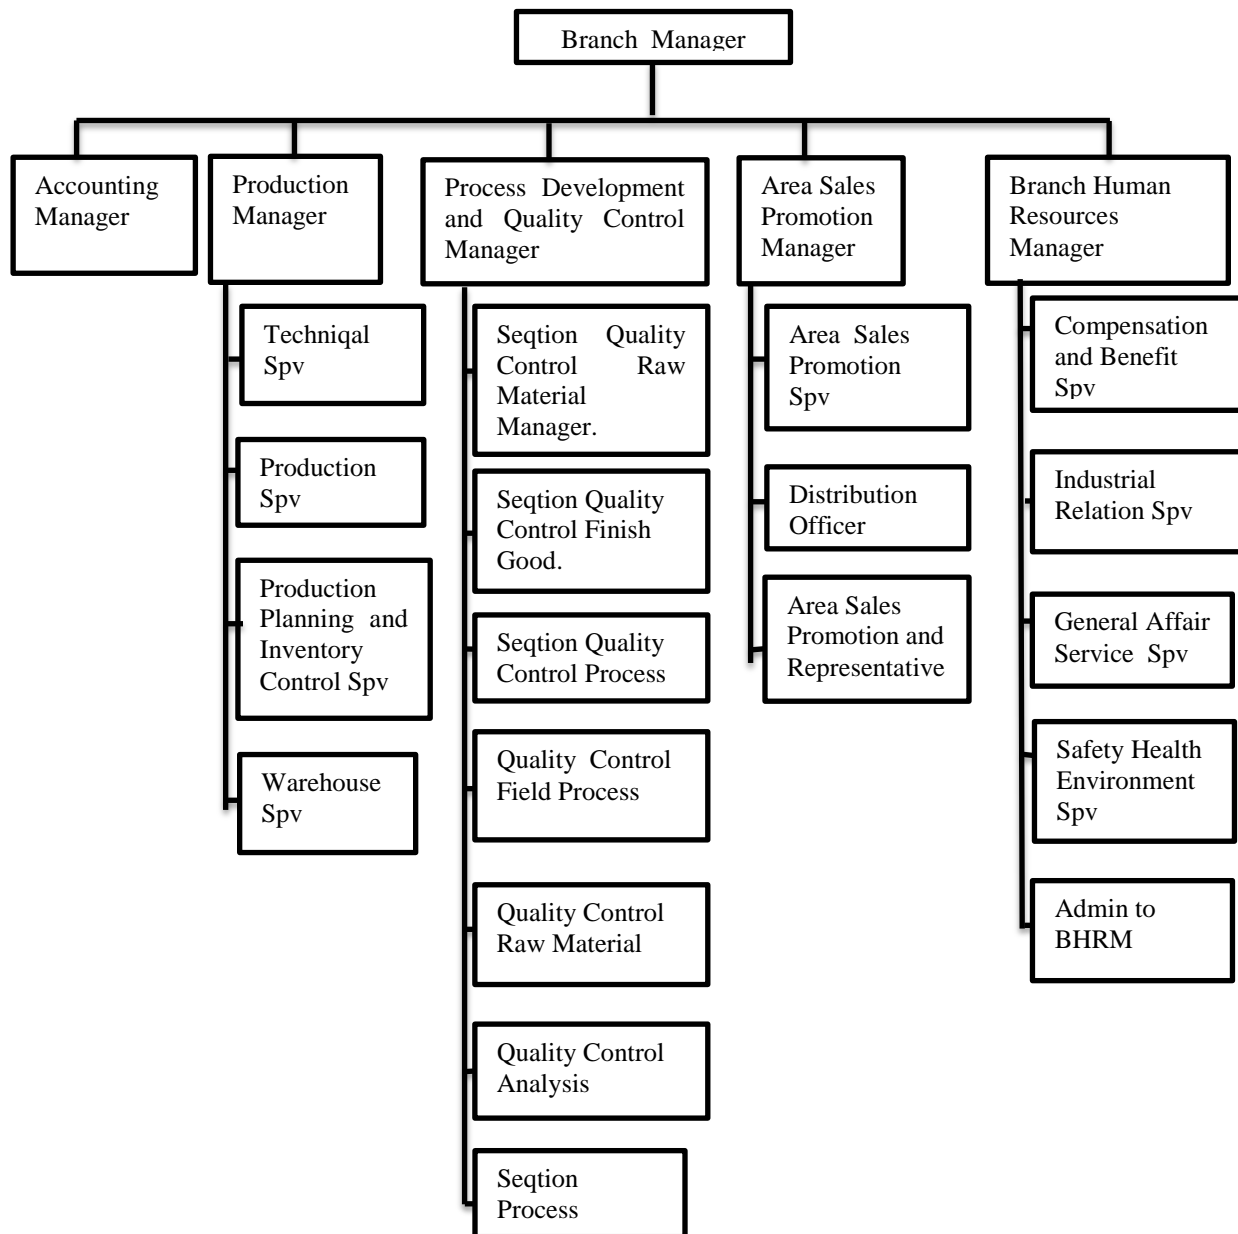 Branch Manager
Accounting
Manager
Production
Manager
Process Development
and Quality Control
Manager
Area Sales
Promotion
Manager
Branch Human
Resources
Manager
Techniqal
Spv
Production
Spv
Production
Planning and
Inventory
Control Spv
Warehouse
Spv
Seqtion Quality
Control Raw
Material
Manager.
Seqtion Quality
Control Finish
Good.
Seqtion Quality
Control Process
Quality Control
Field Process
Quality Control
Raw Material
Quality Control
Analysis
Seqtion
Process
Area Sales
Promotion
Spv
Distribution
Officer
Area Sales
Promotion and
Representative
Compensation
and Benefit
Spv
Industrial
Relation Spv
General Affair
Service Spv
Safety Health
Environment
Spv
Admin to
BHRM